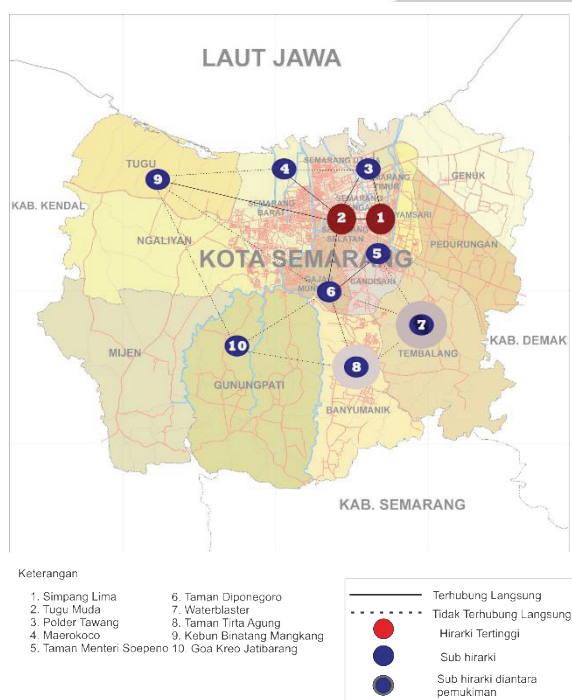 LAUT JAWA
TUGU
9
4
3
SEMARANG UTARA
SEMARANG TIMUR
GENUK
KAB. KENDAL
SEMARANG BARAT
2
1
NGALIYAN
SEMARANG SELATAN
PEDURUNGAN
KOTA SEMARANG
5
6
7
KAB. DEMAK
MIJEN
10
TEMBALANG
8
GUNUNGPATI
BANYUMANIK
KAB. SEMARANG
Keterangan
1. Simpang Lima
2. Tugu Muda
3. Polder Tawang
4. Maerokoco
5. Taman Menteri Soepeno
6. Taman Diponegoro
7. Waterblaster
8. Taman Tirta Agung
9. Kebun Binatang Mangkang
10 Goa Kreo Jatibarang
Terhubung Langsung
Tidak Terhubung Langsung
Hirarki Tertinggi
Sub hirarki
Sub hirarki diantara
pemukiman